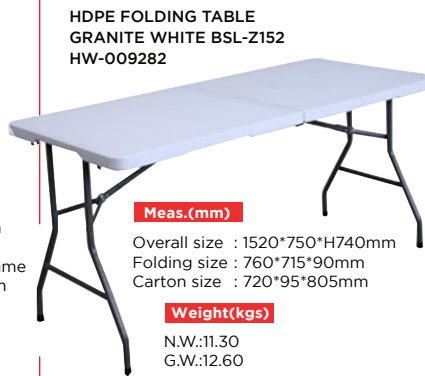 HDPE FOLDING TABLE
GRANITE WHITE BSL-Z152
HW-009282
Meas.(mm)
Overall size : 1520*750*H740mm
Folding size : 760*715*90mm
Carton size : 720*95*805mm
Weight(kgs)
N.W.:11.30
G.W.:12.60